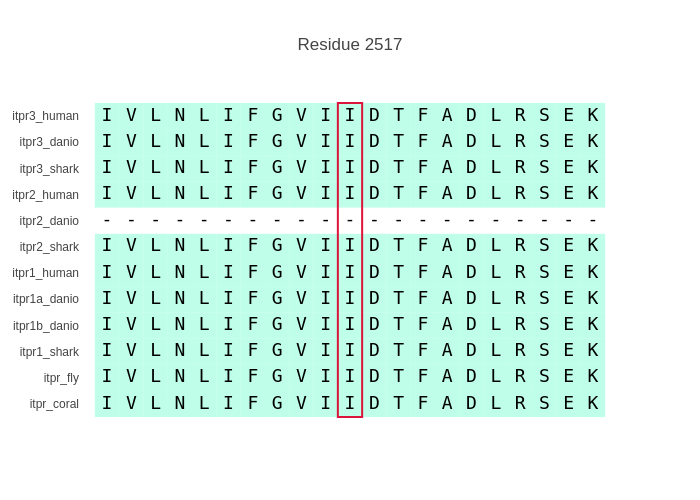 Residue 2517
itpr3_human I V L N L I F G V I I D T F A D L R S E K
itpr3_danio I V L N L I F G V I I D T F A D L R S E K
itpr3_shark I V L N L I F G V I I D T F A D L R S E K
itpr2_human I V L N L I F G V I I D T F A D L R S E K
itpr2_danio - - - - - - - - - - - - - - - - - - - - -
itpr2_shark I V L N L I F G V I I D T F A D L R S E K
itpr1_human I V L N L I F G V I I D T F A D L R S E K
itpr1a_danio I V L N L I F G V I I D T F A D L R S E K
itpr1b_danio I V L N L I F G V I I D T F A D L R S E K
itpr1_shark I V L N L I F G V I I D T F A D L R S E K
itpr_fly I V L N L I F G V I I D T F A D L R S E K
itpr_coral I V L N L I F G V I I D T F A D L R S E K